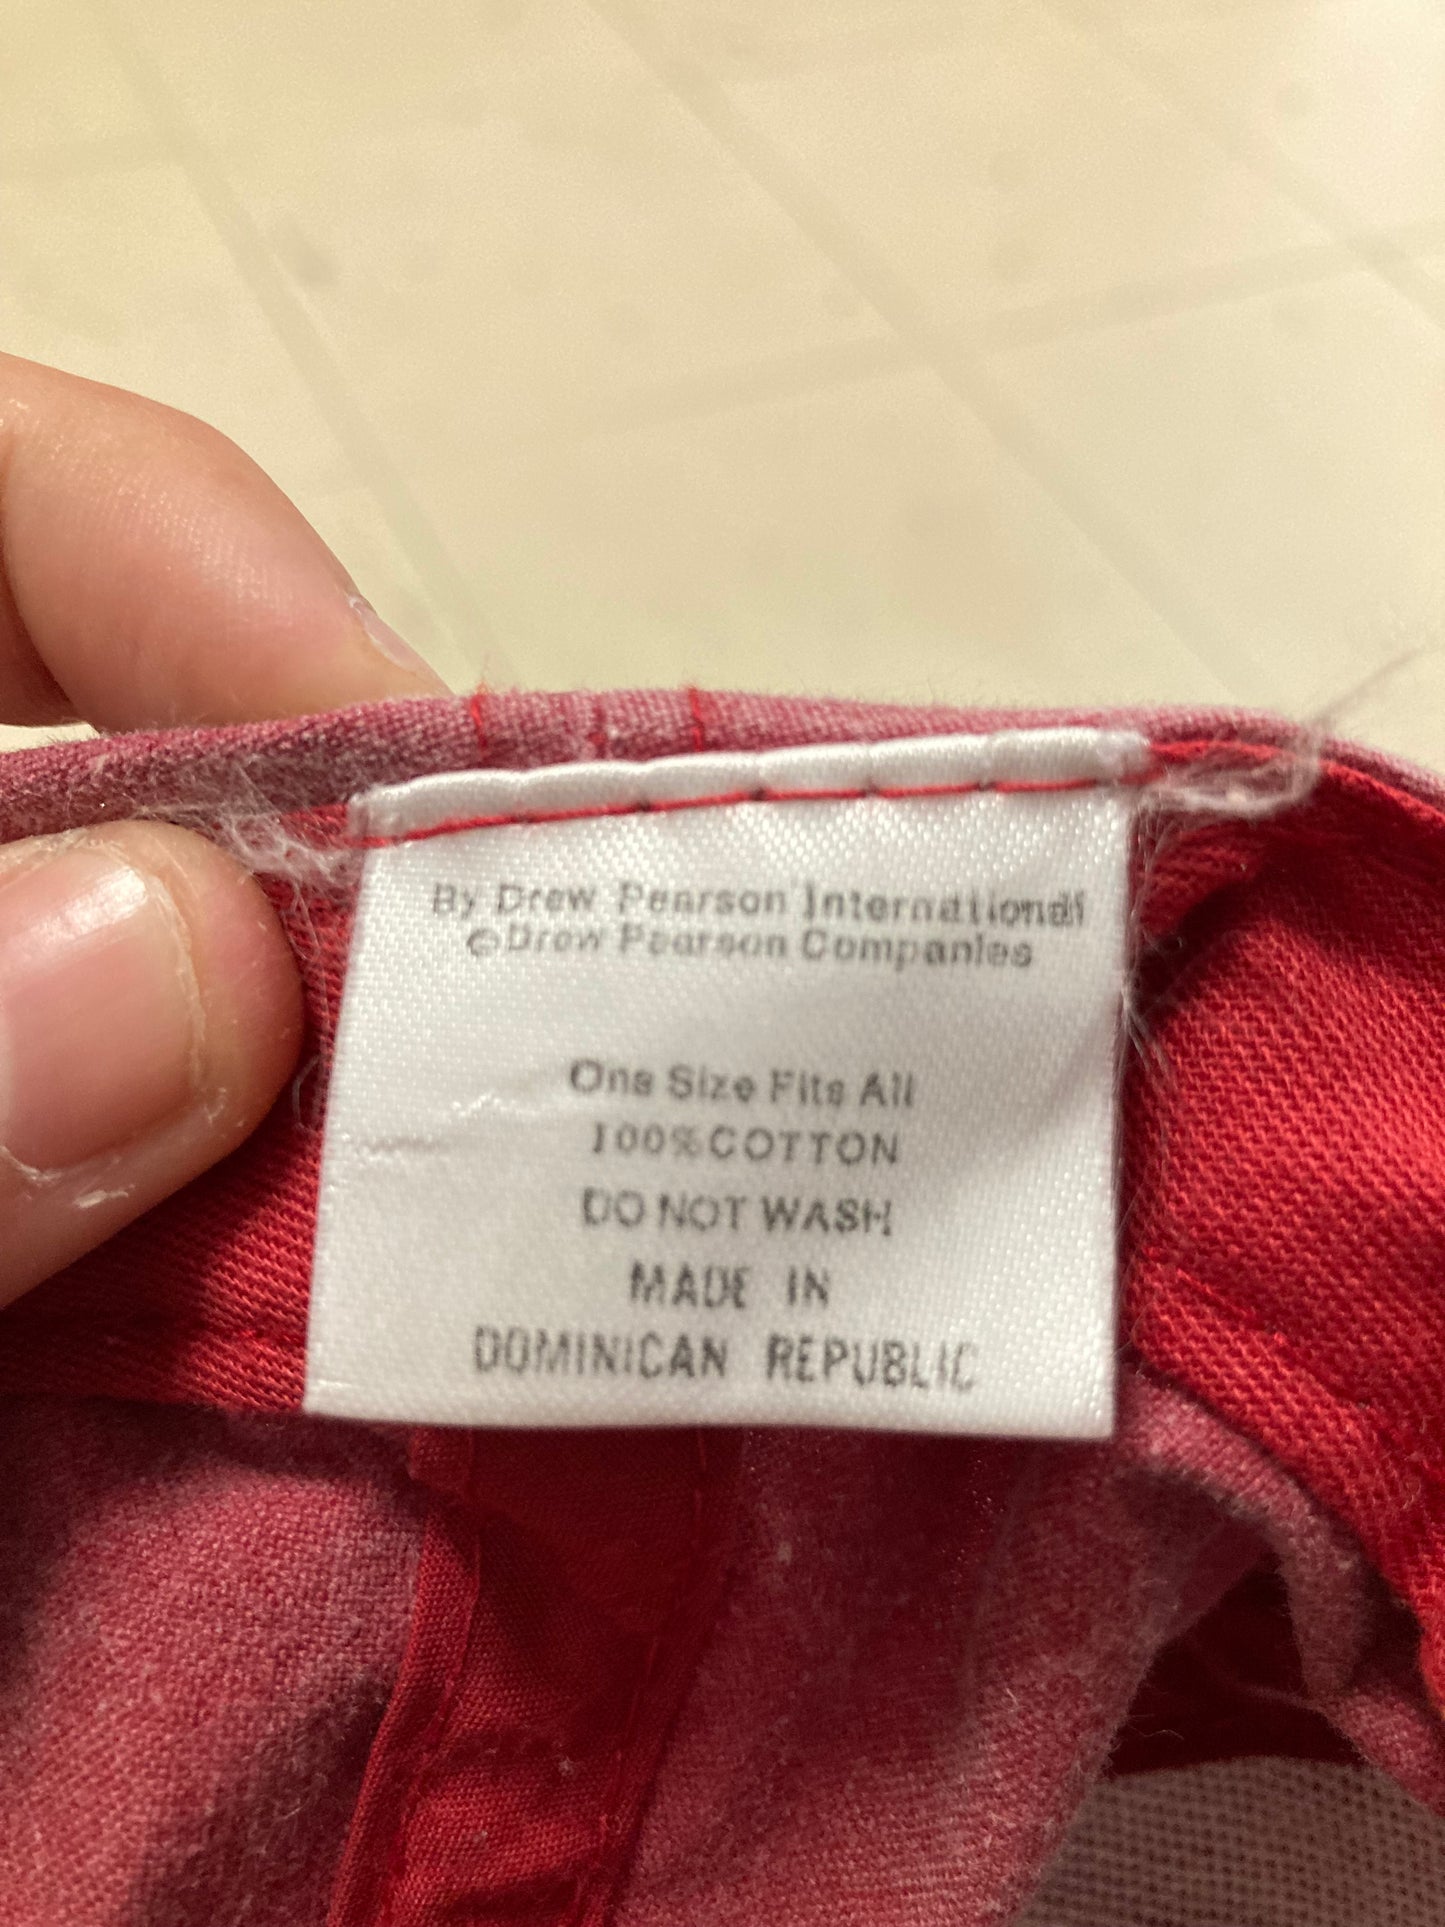 By Drew Pearson International
©Drew Pearson Companies
One Size Fits All
100% COTTON
DO NOT WASH
MADE IN
DOMINICAN REPUBLIC